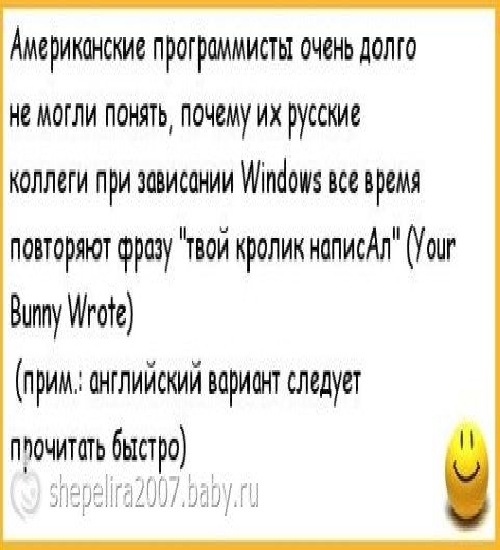 Американские программисты очень долго
не могли понять, почему их русские
коллеги при зависании Windows все время
повторяют фразу "твой кролик написАл" (Your
Bunny Wrote)
(прим.: английский вариант следует
прочитать быстро)
shepelira2007.baby.ru